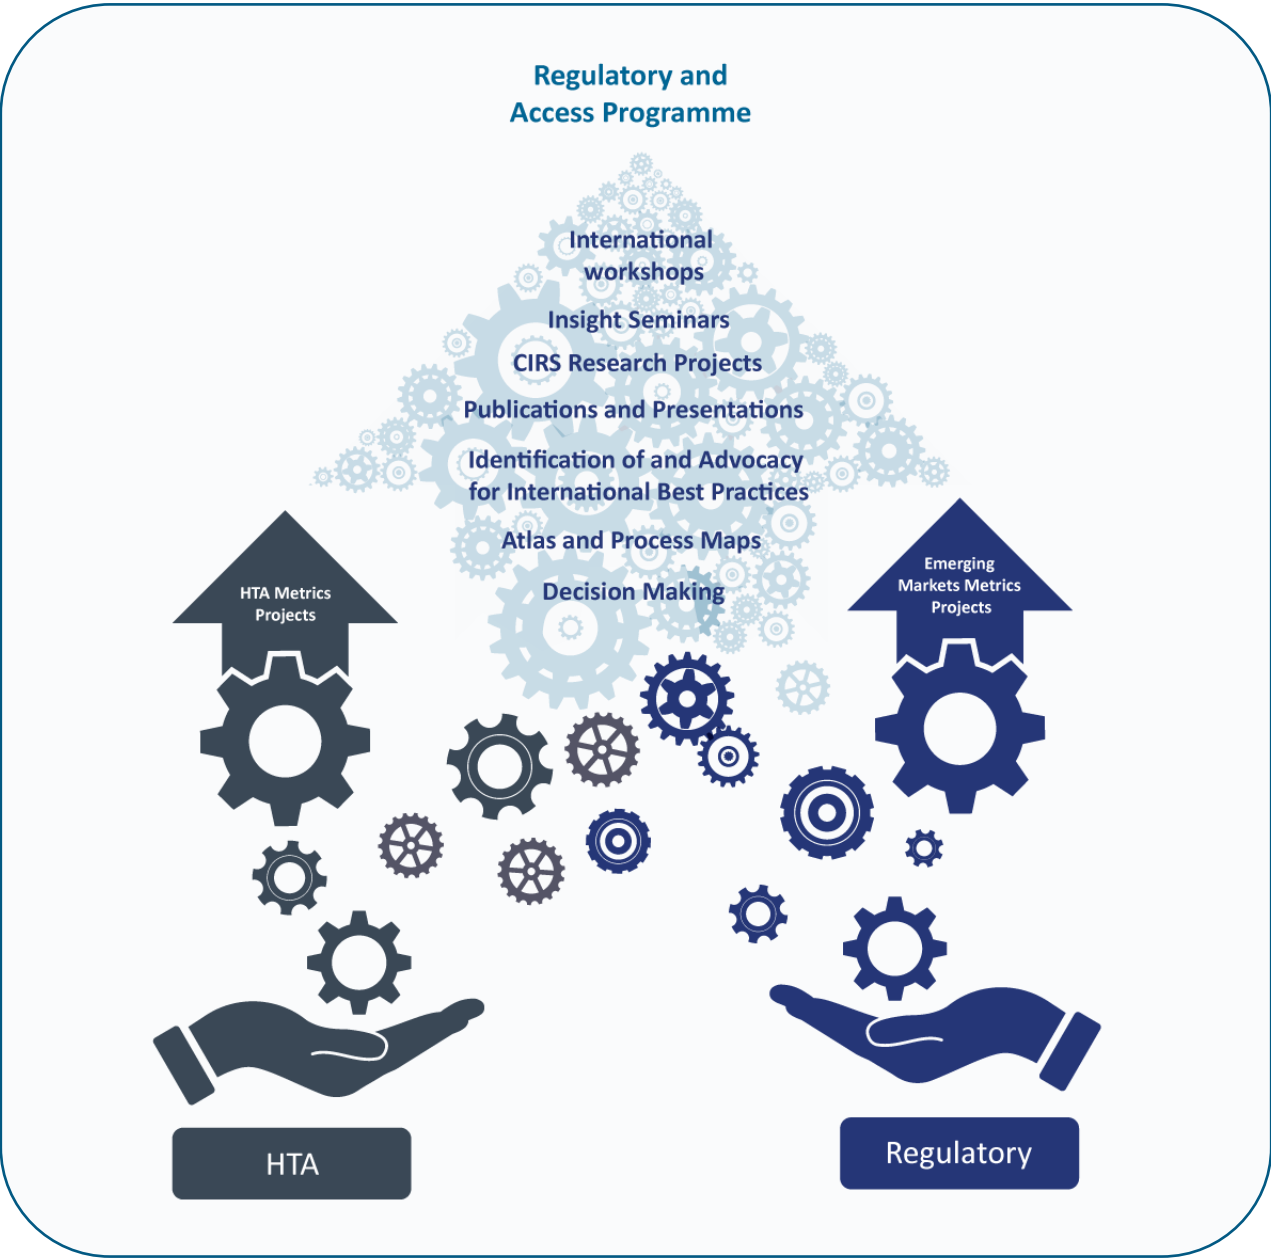 Regulatory and
Access Programme
International
workshops
Insight Seminars
CIRS Research Projects
Publications and Presentations
Identification of and Advocacy
for International Best Practices
Atlas and Process Maps
Decision Making
HTA Metrics
Projects
Emerging
Markets Metrics
Projects
HTA
Regulatory